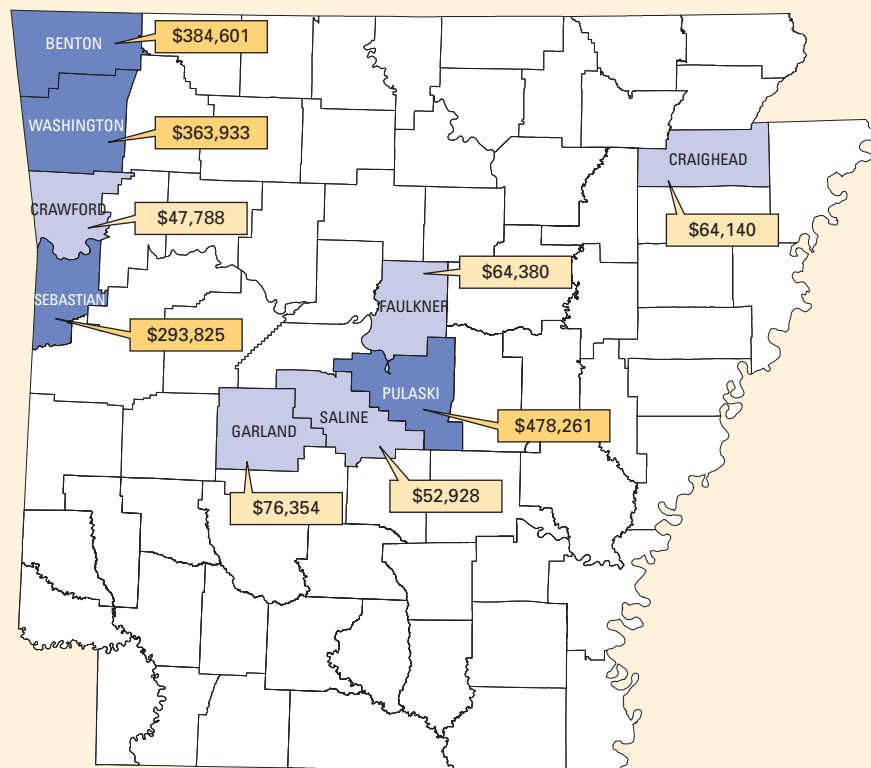 BENTON
$384,601
WASHINGTON
$363,933
CRAIGHEAD
$64,140
CRAWFORD
$47,788
SEBASTIAN
$293,825
$64,380
FAULKNER
PULASKI
$478,261
SALINE
$52,928
GARLAND
$76,354